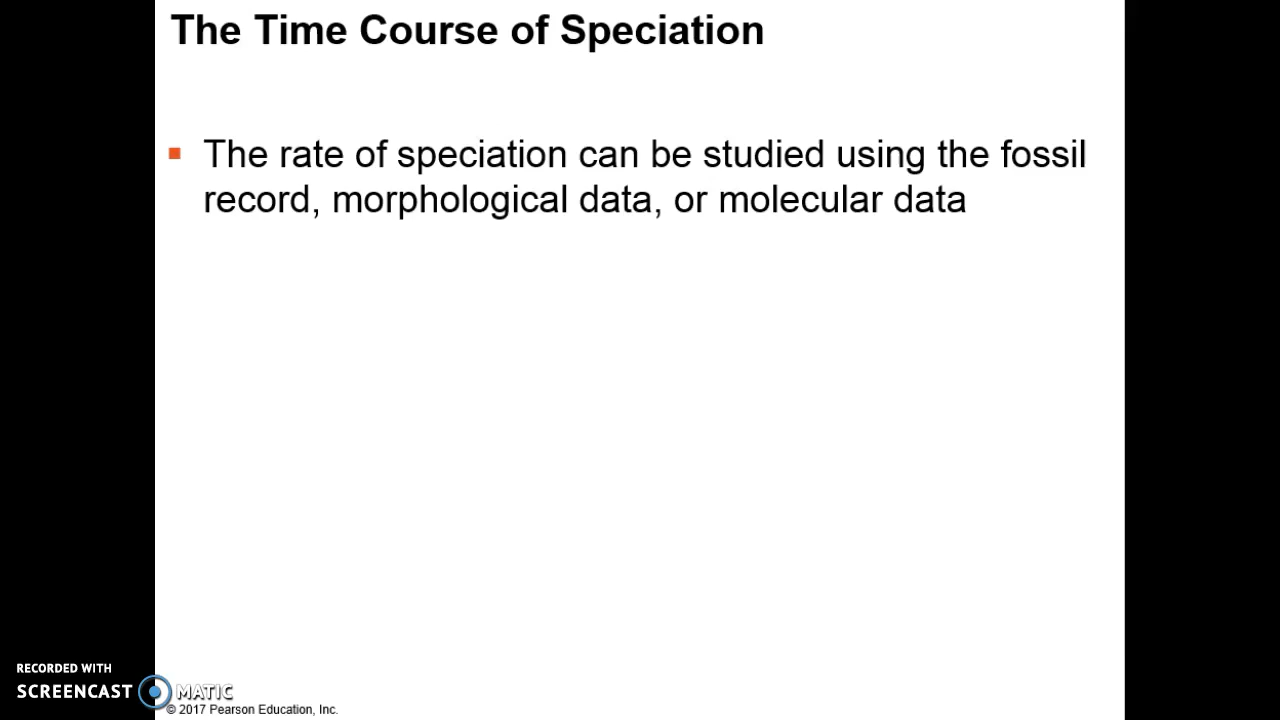 The Time Course of Speciation
▪ The rate of speciation can be studied using the fossil
record, morphological data, or molecular data
RECORDED WITH
SCREENCAST MATIC
© 2017 Pearson Education, Inc.